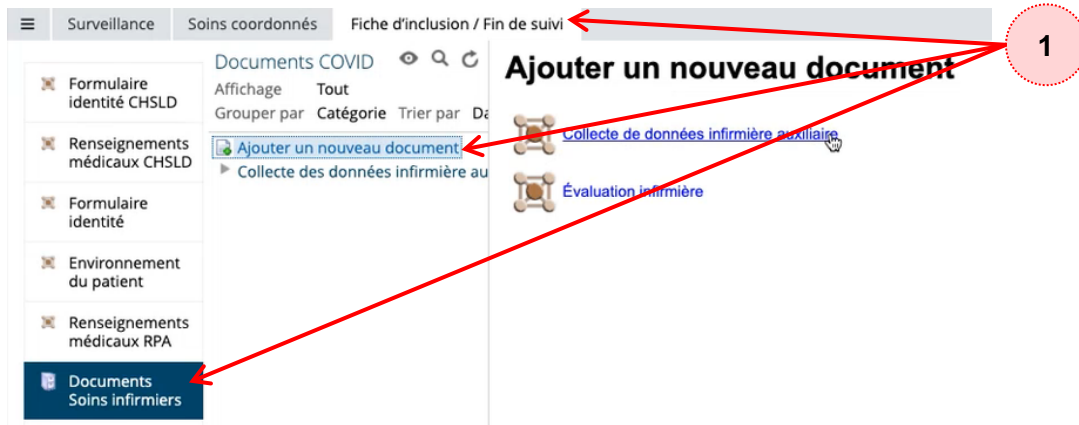 Surveillance Soins coordonnés Fiche d'inclusion / Fin de suivi
1
Formulaire
identité CHSLD
Renseignements
médicaux CHSLD
Formulaire
identité
Environnement
du patient
Renseignements
médicaux RPA
Documents
Soins infirmiers
Documents COVID
Affichage Tout
Grouper par Catégorie Trier par Da
Ajouter un nouveau document
Collecte des données infirmière au
Ajouter un nouveau document
Collecte de données infirmière auxiliaire
Évaluation infirmière